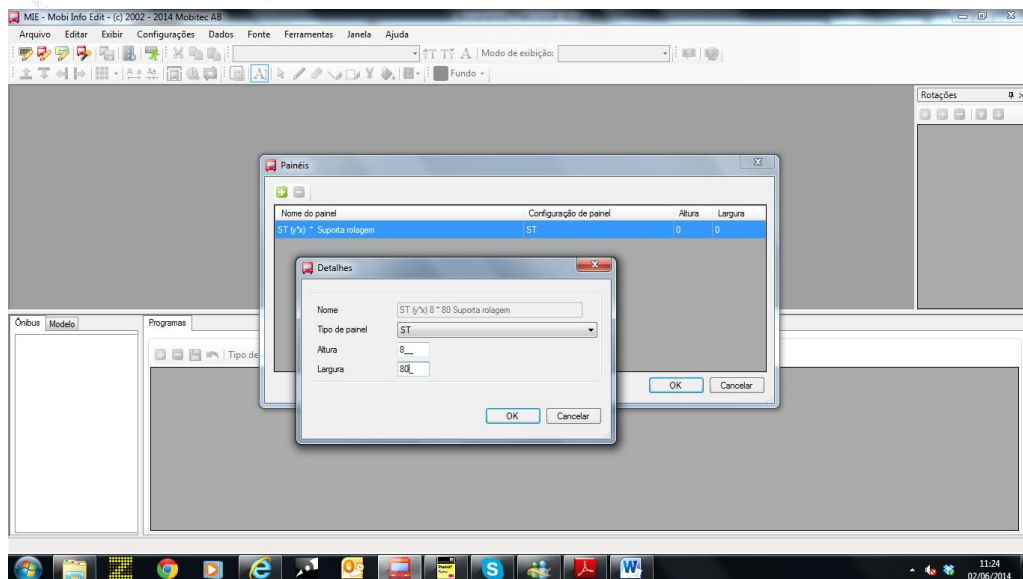 MIE - Mobi Info Edit - (c) 2002 - 2014 Mobitec AB
Arquivo Editar Exibir Configurações Dados Fonte Ferramentas Janela Ajuda
Modo de exibição:
Fundo
Rotações
Painéis
Nome do painel Configuração de painel Altura Largura
ST (y*x) * Suporta rolagem ST 0 0
Detalhes
Nome ST (y*x) 8 * 80 Suporta rolagem
Tipo de painel ST
Altura 8__
Largura 80_
OK Cancelar
OK Cancelar
Ônibus Modelo
Programas
Tipo de
11:24
02/06/2014